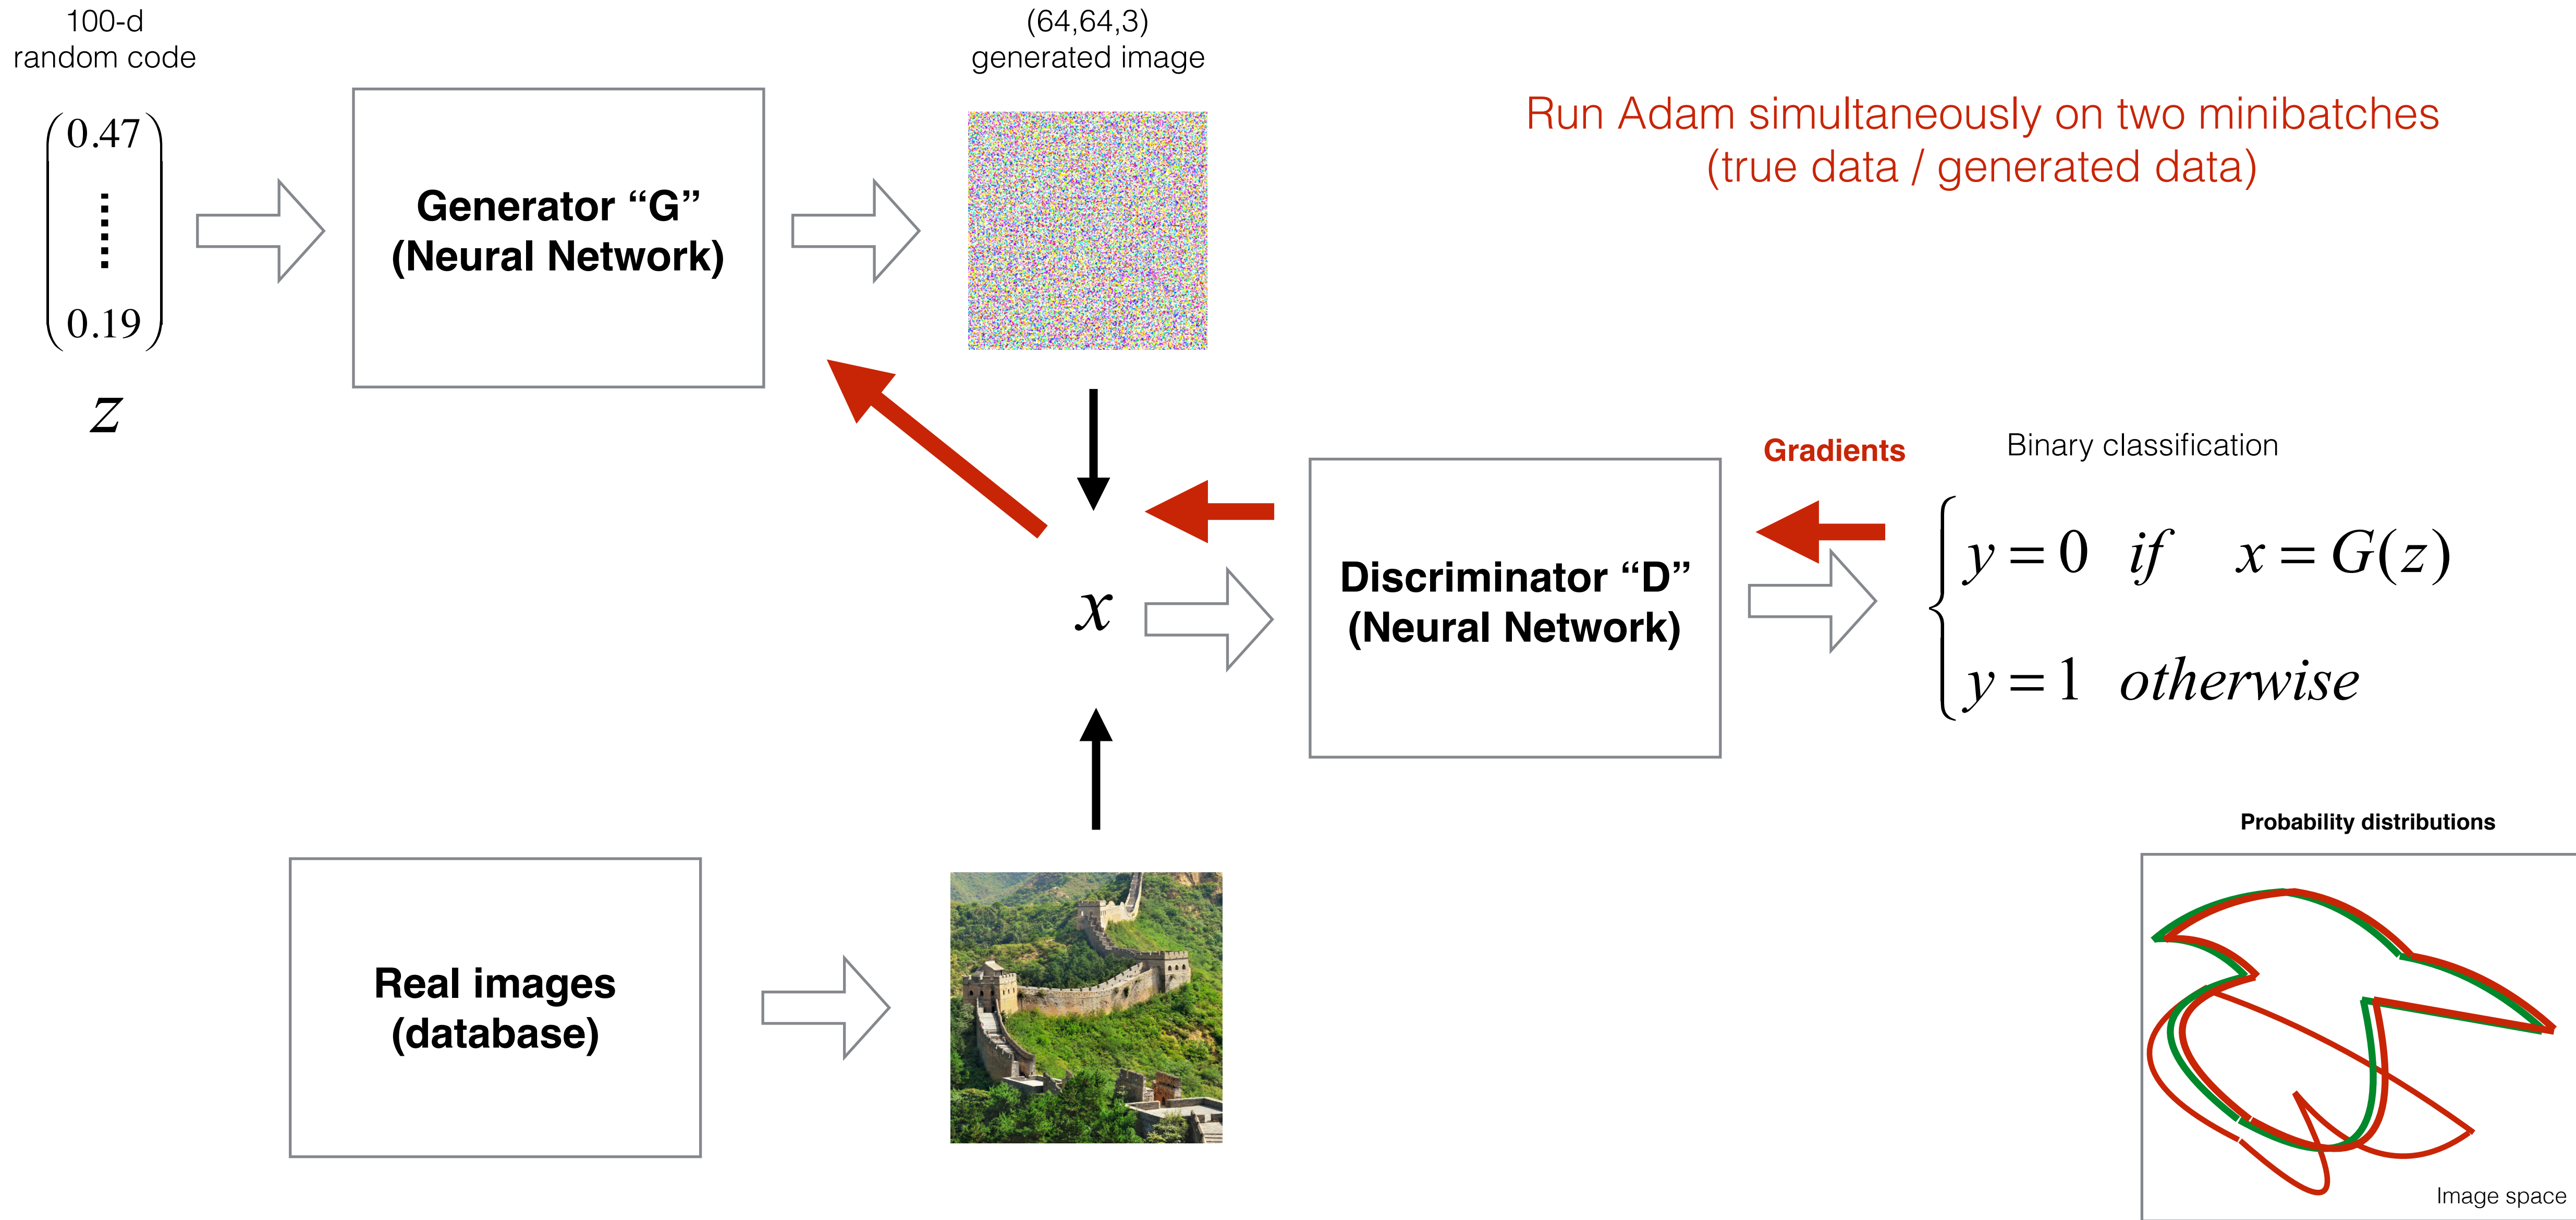 100-d
random code
(0.47
⋮
0.19)
z
Generator “G”
(Neural Network)
(64,64,3)
generated image
Run Adam simultaneously on two minibatches
(true data / generated data)
x
Discriminator “D”
(Neural Network)
Gradients
Binary classification
y = 0 if x = G(z)
y = 1 otherwise
Real images
(database)
Probability distributions
Image space